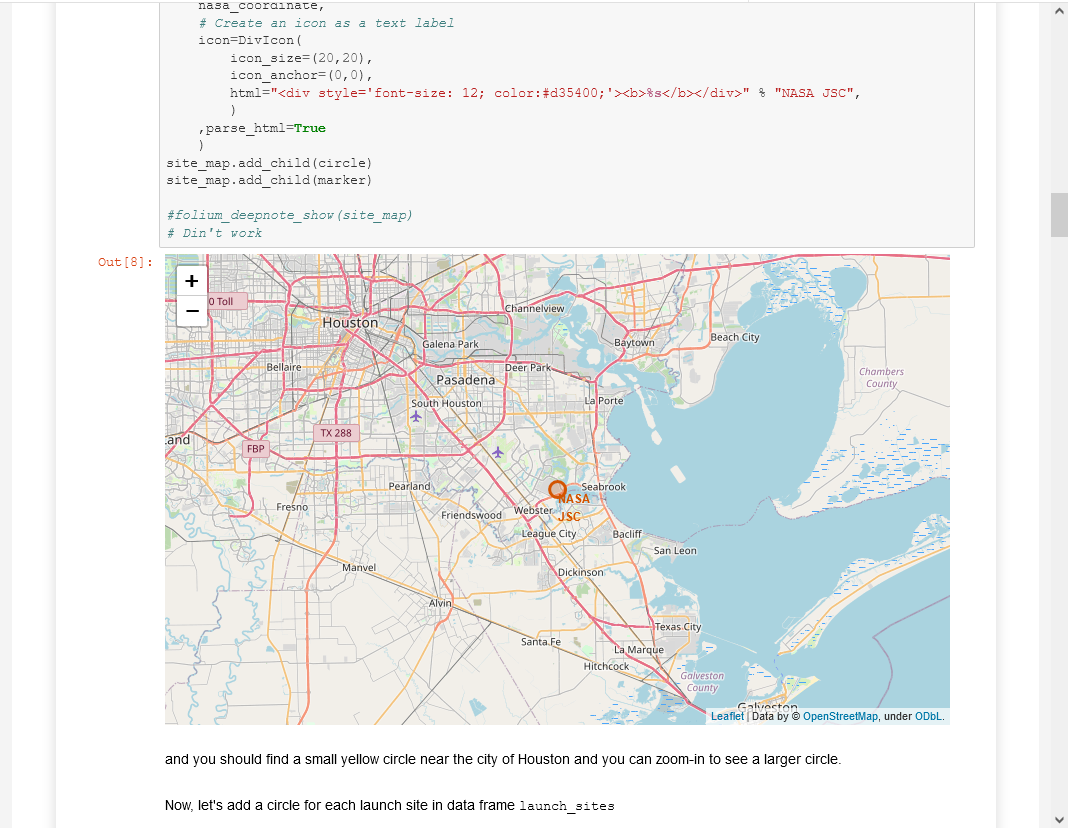 nasa_coordinate,
# Create an icon as a text label
icon=DivIcon(
icon_size=(20,20),
icon_anchor=(0,0),
html="<div style='font-size: 12; color:#d35400;'><b>%s</b></div>" % "NASA JSC",
)
,parse_html=True
)
site_map.add_child(circle)
site_map.add_child(marker)
#folium_deepnote_show(site_map)
# Din't work
Out[8]:
+
−
0 Toll
Channelview
Houston
Galena Park
Baytown
Beach City
Bellaire
Deer Park
Pasadena
Chambers
County
South Houston
La Porte
TX 288
land
FBP
Pearland
Seabrook
NASA
JSC
Fresno
Friendswood
Webster
League City
Bacliff
San Leon
Manvel
Dickinson
Alvin
Texas City
Santa Fe
La Marque
Hitchcock
Galveston
County
Galveston
Leaflet | Data by © OpenStreetMap, under ODbL.
and you should find a small yellow circle near the city of Houston and you can zoom-in to see a larger circle.
Now, let's add a circle for each launch site in data frame launch_sites